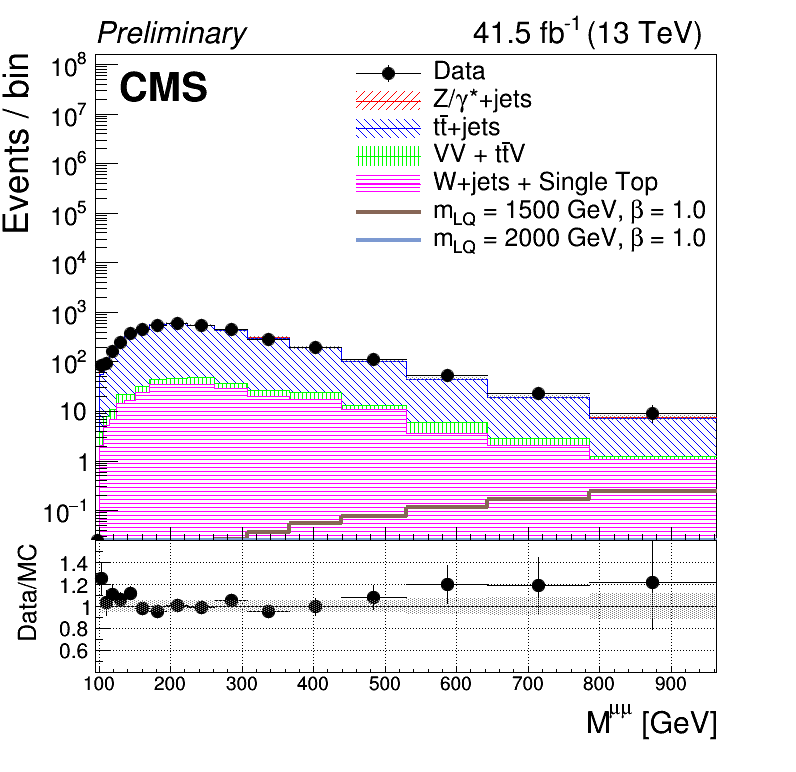 Preliminary 41.5 fb⁻¹ (13 TeV)
CMS
Data
Z/γ*+jets
tt̄+jets
VV + tt̄V
W+jets + Single Top
m_LQ = 1500 GeV, β = 1.0
m_LQ = 2000 GeV, β = 1.0
Events / bin
10⁸
10⁷
10⁶
10⁵
10⁴
10³
10²
10
1
10⁻¹
Data/MC
1.4
1.2
1
0.8
0.6
100 200 300 400 500 600 700 800 900
M^μμ [GeV]